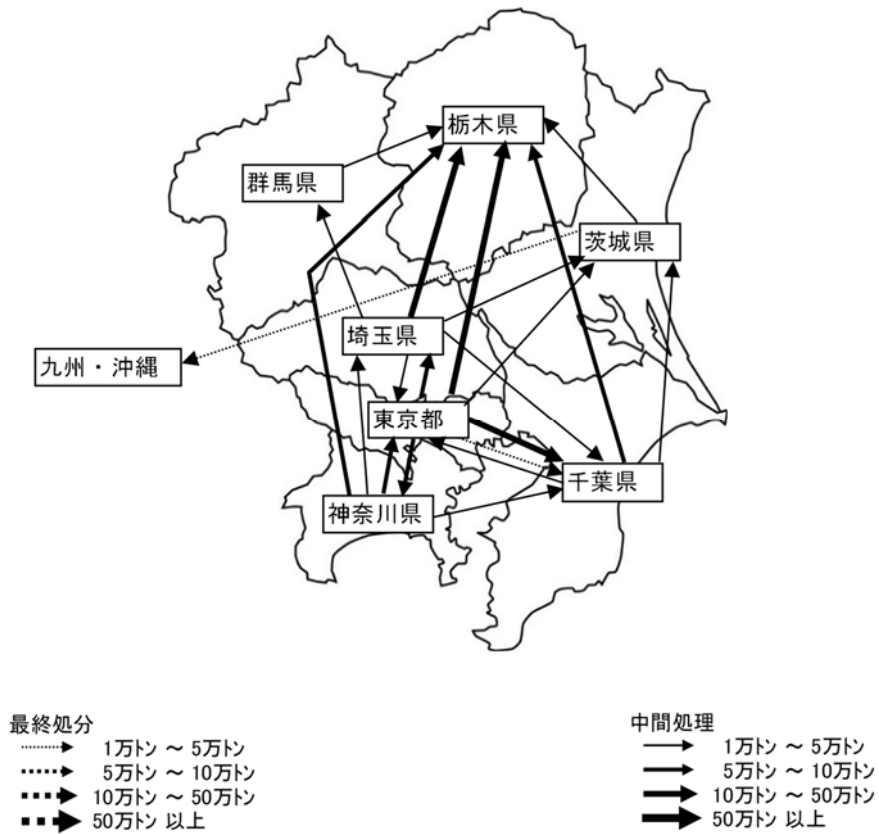 栃木県
群馬県
茨城県
埼玉県
九州・沖縄
東京都
千葉県
神奈川県
最終処分
1万トン ～ 5万トン
5万トン ～ 10万トン
10万トン ～ 50万トン
50万トン 以上
中間処理
1万トン ～ 5万トン
5万トン ～ 10万トン
10万トン ～ 50万トン
50万トン 以上